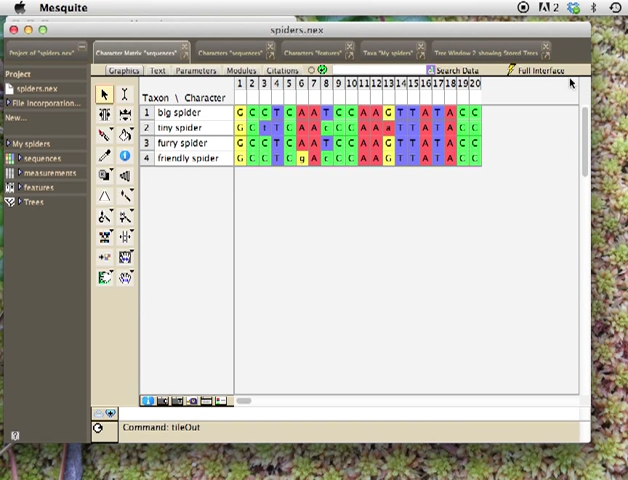 Mesquite
2
spiders.nex
Project of "spiders.nex"
Character Matrix "sequences"
Characters "sequences"
Characters "features"
Taxa "My spiders"
Tree Window 2 showing Stored Trees
Graphics Text Parameters Modules Citations
Search Data
Full Interface
Project
spiders.nex
File Incorporation...
New...
My spiders
sequences
measurements
features
Trees
Taxon \ Character
1 2 3 4 5 6 7 8 9 10 11 12 13 14 15 16 17 18 19 20
1 big spider G C C T C A A T C C A A G T T A T A C C
2 tiny spider G C t T C A A c C C A A a T T A T A C C
3 furry spider G C C T C A A T C C A A G T T A T A C C
4 friendly spider G C C T C g A c C C A A G T T A T A C C
Command: tileOut